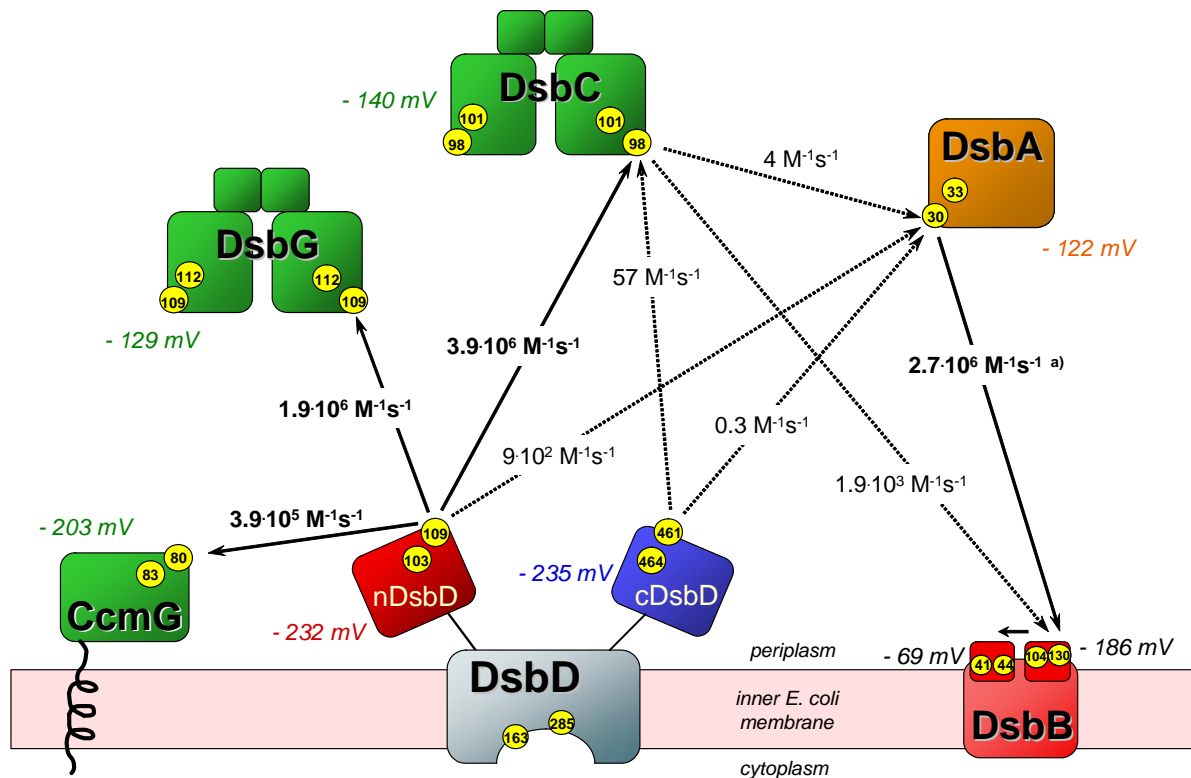 DsbC
- 140 mV
101
98
101
98
4 M⁻¹s⁻¹
DsbA
33
30
- 122 mV
DsbG
112
109
112
109
- 129 mV
57 M⁻¹s⁻¹
3.9·10⁶ M⁻¹s⁻¹
2.7·10⁶ M⁻¹s⁻¹ a)
1.9·10⁶ M⁻¹s⁻¹
0.3 M⁻¹s⁻¹
9·10² M⁻¹s⁻¹
1.9·10³ M⁻¹s⁻¹
- 203 mV
3.9·10⁵ M⁻¹s⁻¹
80
83
CcmG
109
103
nDsbD
- 232 mV
461
464
cDsbD
- 235 mV
periplasm
- 69 mV
- 186 mV
41
44
104
130
DsbD
inner E. coli
membrane
DsbB
163
285
cytoplasm